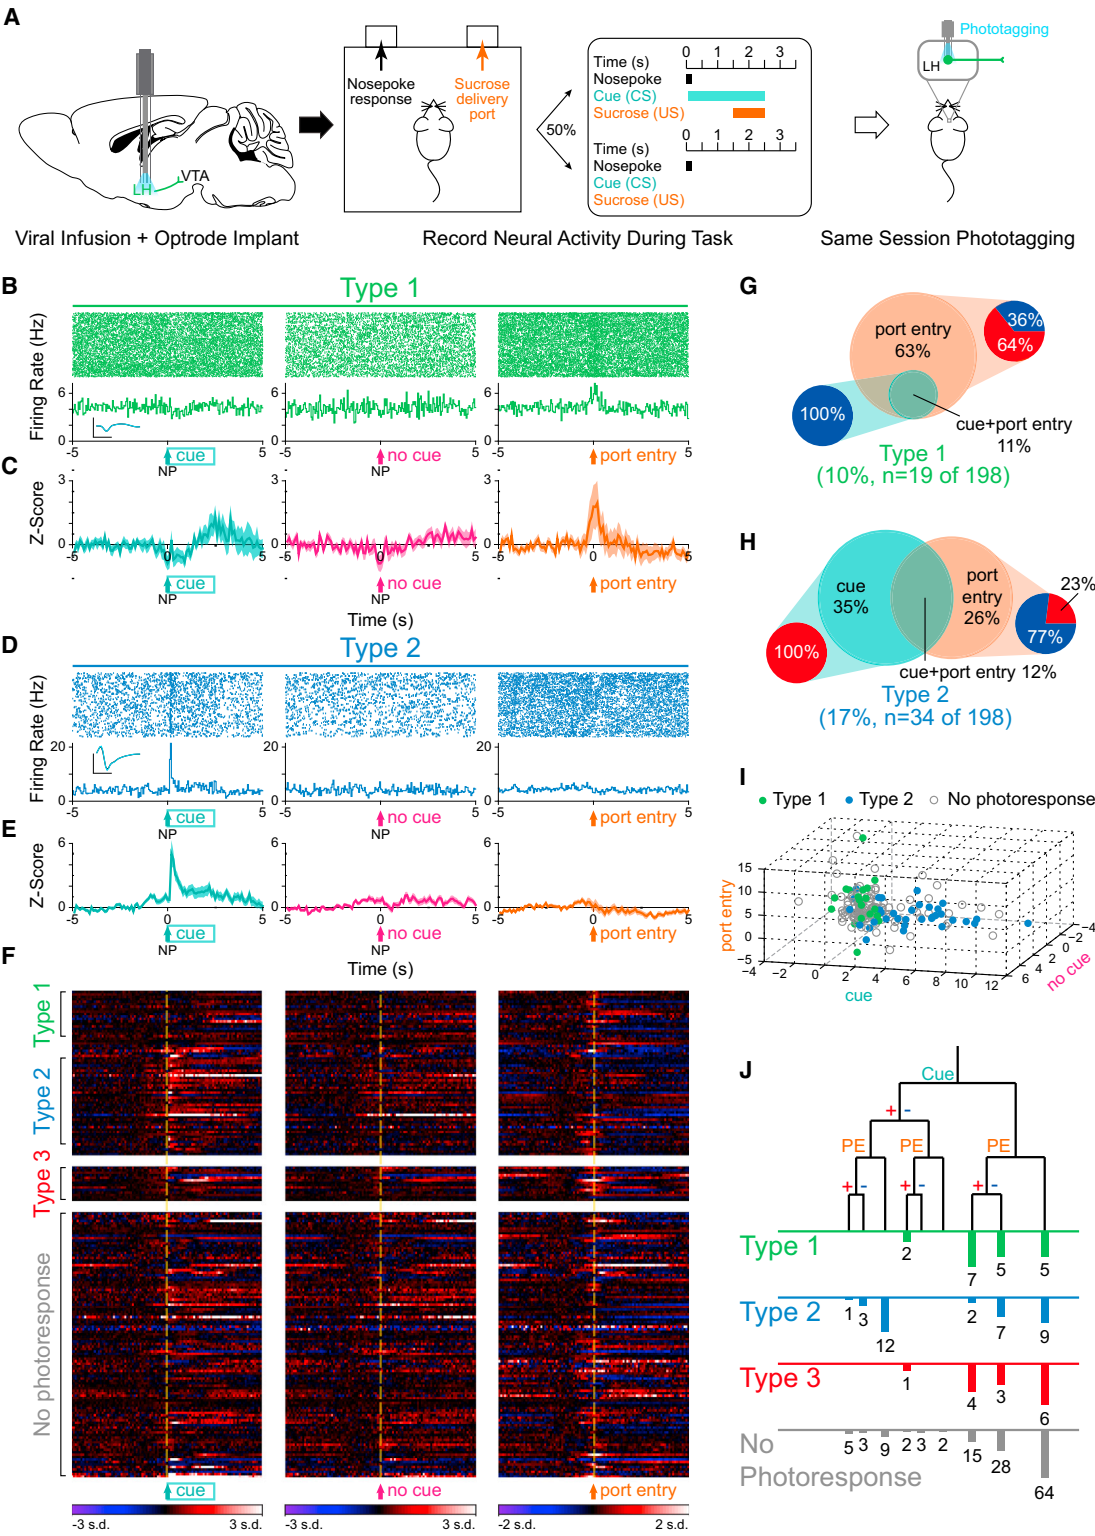 A
LH
VTA
Viral Infusion + Optrode Implant
Nosepoke
response
Sucrose
delivery
port
50%
0 1 2 3
Time (s)
Nosepoke
Cue (CS)
Sucrose (US)
0 1 2 3
Time (s)
Nosepoke
Cue (CS)
Sucrose (US)
Record Neural Activity During Task
Phototagging
LH
Same Session Phototagging
B
Type 1
Firing Rate (Hz)
6
0
-5 5
NP
cue
6
0
-5 5
NP
no cue
6
0
-5 5
port entry
C
Z-Score
3
0
-5 0 5
NP
cue
3
0
-5 0 5
NP
no cue
3
0
-5 0 5
port entry
Time (s)
D
Type 2
Firing Rate (Hz)
20
0
-5 5
NP
cue
20
0
-5 5
NP
no cue
20
0
-5 5
port entry
E
Z-Score
6
0
-5 0 5
NP
cue
6
0
-5 0 5
NP
no cue
6
0
-5 0 5
port entry
Time (s)
F
Type 1
Type 2
Type 3
No photoresponse
cue
no cue
port entry
-3 s.d. 3 s.d.
-3 s.d. 3 s.d.
-2 s.d. 2 s.d.
G
port entry
63%
36%
64%
100%
cue+port entry
11%
Type 1
(10%, n=19 of 198)
H
cue
35%
port
entry
26%
23%
77%
100%
cue+port entry 12%
Type 2
(17%, n=34 of 198)
I
Type 1 Type 2 No photoresponse
port entry
15
10
5
0
−5
−4 −2 0 2 4 6 8 10 12
cue
6 4 2 0 −2 −4
no cue
J
Cue
+ -
PE PE PE
+ - + - + -
Type 1
2 7 5 5
Type 2
1 3 12 2 7 9
Type 3
1 4 3 6
No
Photoresponse
5 3 9 2 3 2 15 28 64